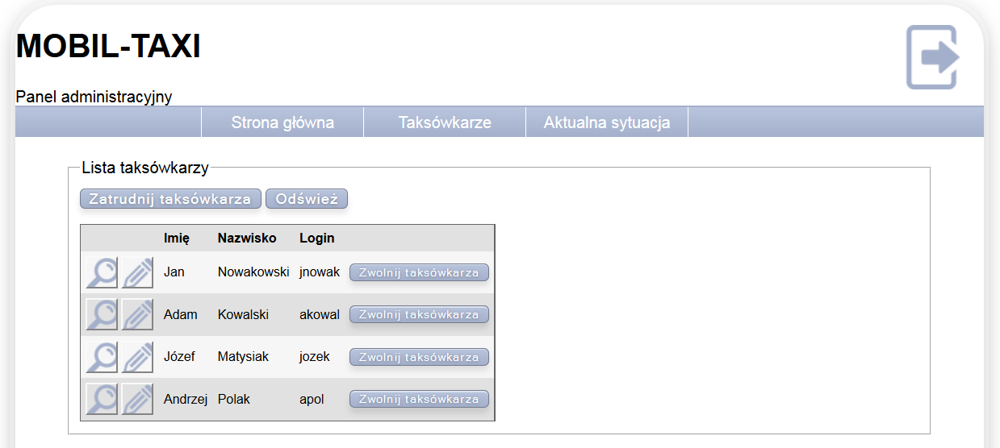 MOBIL-TAXI
Panel administracyjny
Strona główna Taksówkarze Aktualna sytuacja
Lista taksówkarzy
Zatrudnij taksówkarza Odśwież
Imię Nazwisko Login
Jan Nowakowski jnowak Zwolnij taksówkarza
Adam Kowalski akowal Zwolnij taksówkarza
Józef Matysiak jozek Zwolnij taksówkarza
Andrzej Polak apol Zwolnij taksówkarza